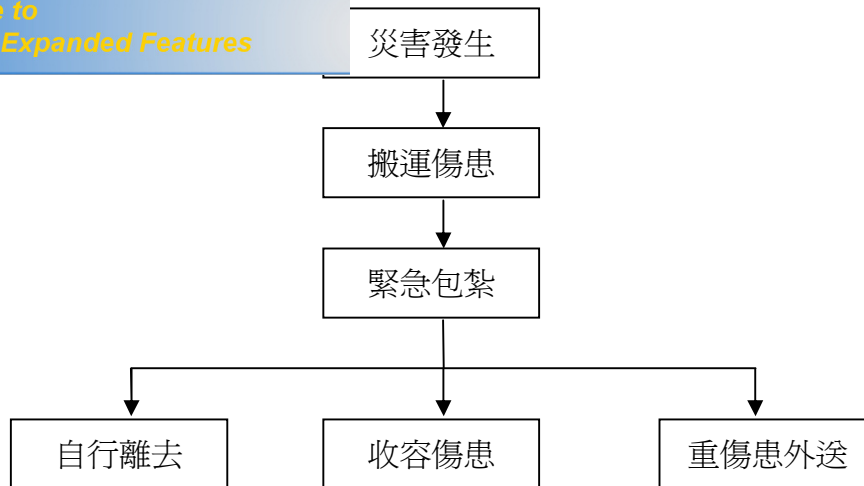 e to
Expanded Features
災害發生
搬運傷患
緊急包紮
自行離去
收容傷患
重傷患外送